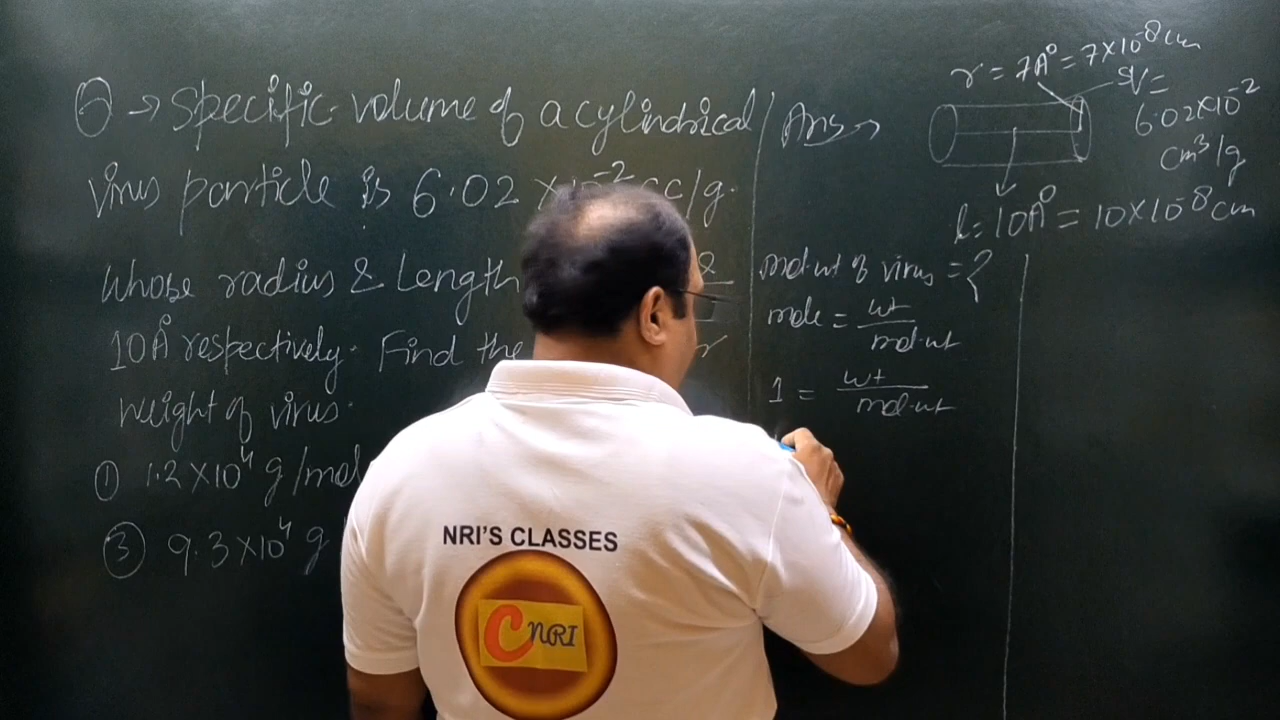 Q → Specific volume of a cylindrical
virus particle is 6.02 × 10⁻² cc/g.
Whose radius & Length
10A° respectively. Find the
weight of virus.
① 1.2×10⁴ g/mol
③ 9.3×10⁴ g
Ans →
r = 7A° = 7×10⁻⁸ cm
SV =
6.02×10⁻²
cm³/g
l = 10A° = 10×10⁻⁸ cm
mol·wt of virus = ?
mole = wt / mol·wt
1 = wt / mol·wt
NRI'S CLASSES
C NRI